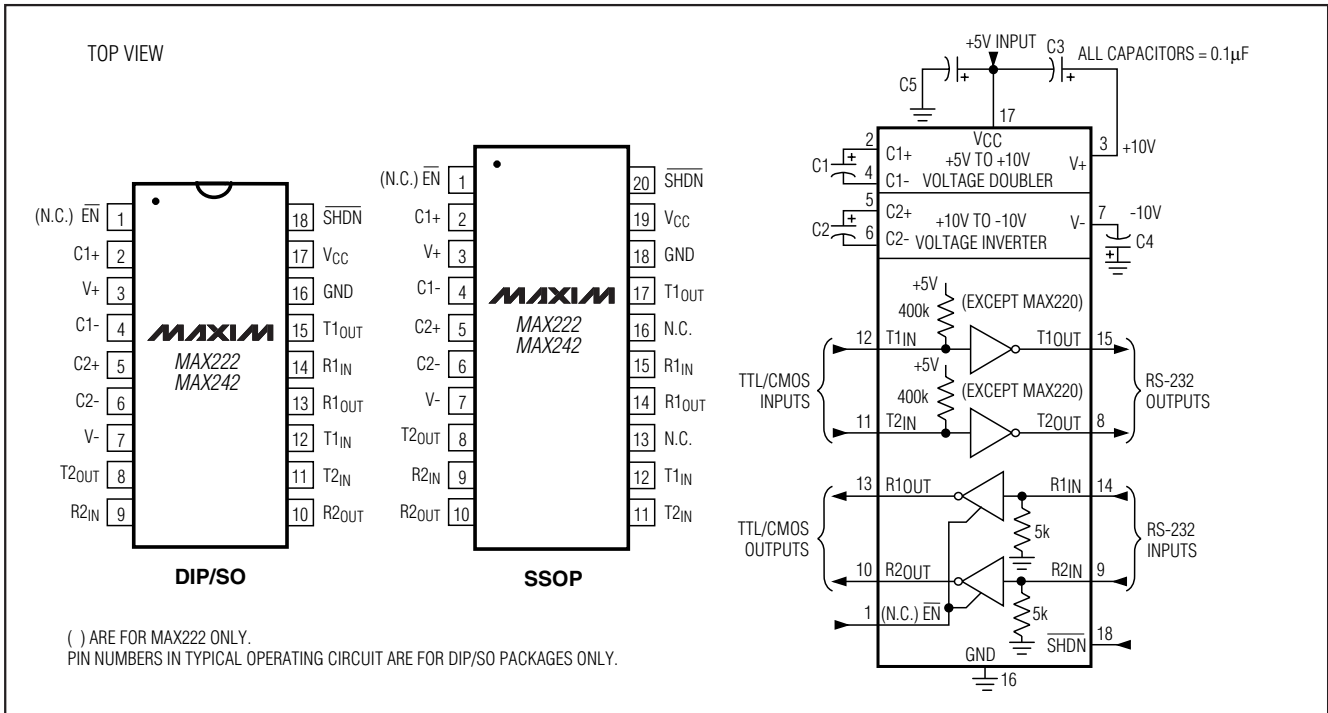 TOP VIEW
DIP/SO
(N.C.) EN 1
C1+ 2
V+ 3
C1- 4
C2+ 5
C2- 6
V- 7
T2OUT 8
R2IN 9
18 SHDN
17 VCC
16 GND
15 T1OUT
14 R1IN
13 R1OUT
12 T1IN
11 T2IN
10 R2OUT
MAXIM
MAX222
MAX242
SSOP
(N.C.) EN 1
C1+ 2
V+ 3
C1- 4
C2+ 5
C2- 6
V- 7
T2OUT 8
R2IN 9
R2OUT 10
20 SHDN
19 VCC
18 GND
17 T1OUT
16 N.C.
15 R1IN
14 R1OUT
13 N.C.
12 T1IN
11 T2IN
MAXIM
MAX222
MAX242
( ) ARE FOR MAX222 ONLY.
PIN NUMBERS IN TYPICAL OPERATING CIRCUIT ARE FOR DIP/SO PACKAGES ONLY.
+5V INPUT
C3
ALL CAPACITORS = 0.1µF
C5
+
+
17
VCC
2
C1+
C1
+
4
C1-
+5V TO +10V
VOLTAGE DOUBLER
V+
3
+10V
5
C2+
C2
+
6
C2-
+10V TO -10V
VOLTAGE INVERTER
V-
7
-10V
C4
+
+5V
400k
(EXCEPT MAX220)
12
T1IN
T1OUT
15
+5V
400k
(EXCEPT MAX220)
TTL/CMOS
INPUTS
RS-232
OUTPUTS
11
T2IN
T2OUT
8
13
R1OUT
R1IN
14
5k
TTL/CMOS
OUTPUTS
RS-232
INPUTS
10
R2OUT
R2IN
9
5k
1
(N.C.) EN
SHDN
18
GND
16